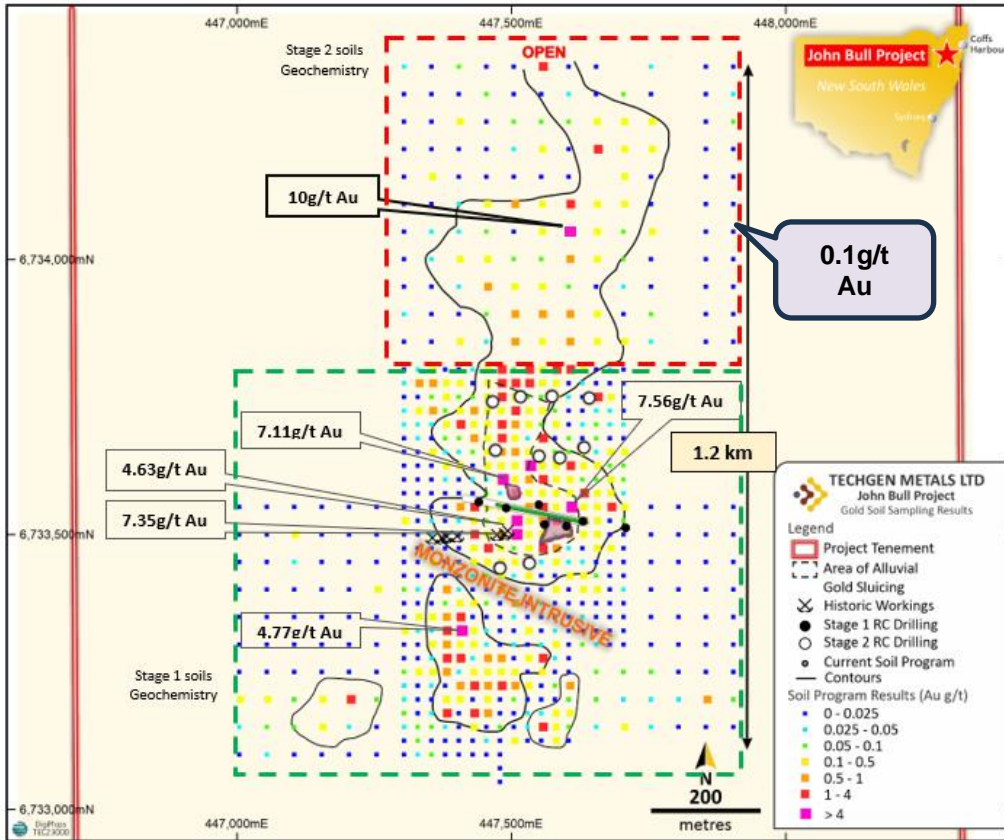 447,000mE
447,500mE
448,000mE
Stage 2 soils
Geochemistry
OPEN
John Bull Project
New South Wales
Coffs
Harbour
Sydney
10g/t Au
0.1g/t
Au
6,734,000mN
7.11g/t Au
7.56g/t Au
4.63g/t Au
1.2 km
7.35g/t Au
6,733,500mN
MONZONITE INTRUSIVE
4.77g/t Au
Stage 1 soils
Geochemistry
N
200
metres
6,733,000mN
DigMaps
TEC23000
447,000mE
447,500mE
TECHGEN METALS LTD
John Bull Project
Gold Soil Sampling Results
Legend
Project Tenement
Area of Alluvial
Gold Sluicing
Historic Workings
Stage 1 RC Drilling
Stage 2 RC Drilling
Current Soil Program
Contours
Soil Program Results (Au g/t)
0 - 0.025
0.025 - 0.05
0.05 - 0.1
0.1 - 0.5
0.5 - 1
1 - 4
> 4